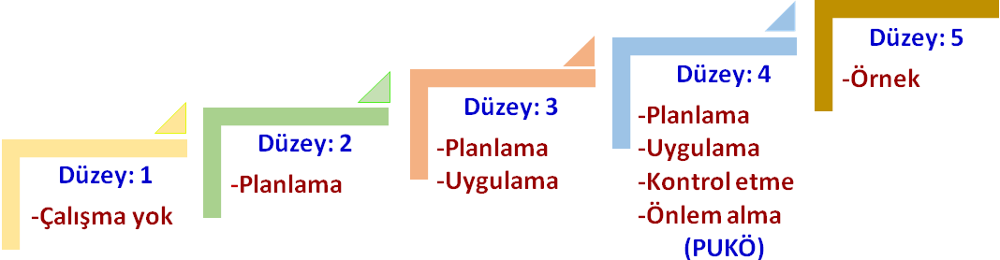 Düzey: 1
-Çalışma yok
Düzey: 2
-Planlama
Düzey: 3
-Planlama
-Uygulama
Düzey: 4
-Planlama
-Uygulama
-Kontrol etme
-Önlem alma
(PUKÖ)
Düzey: 5
-Örnek